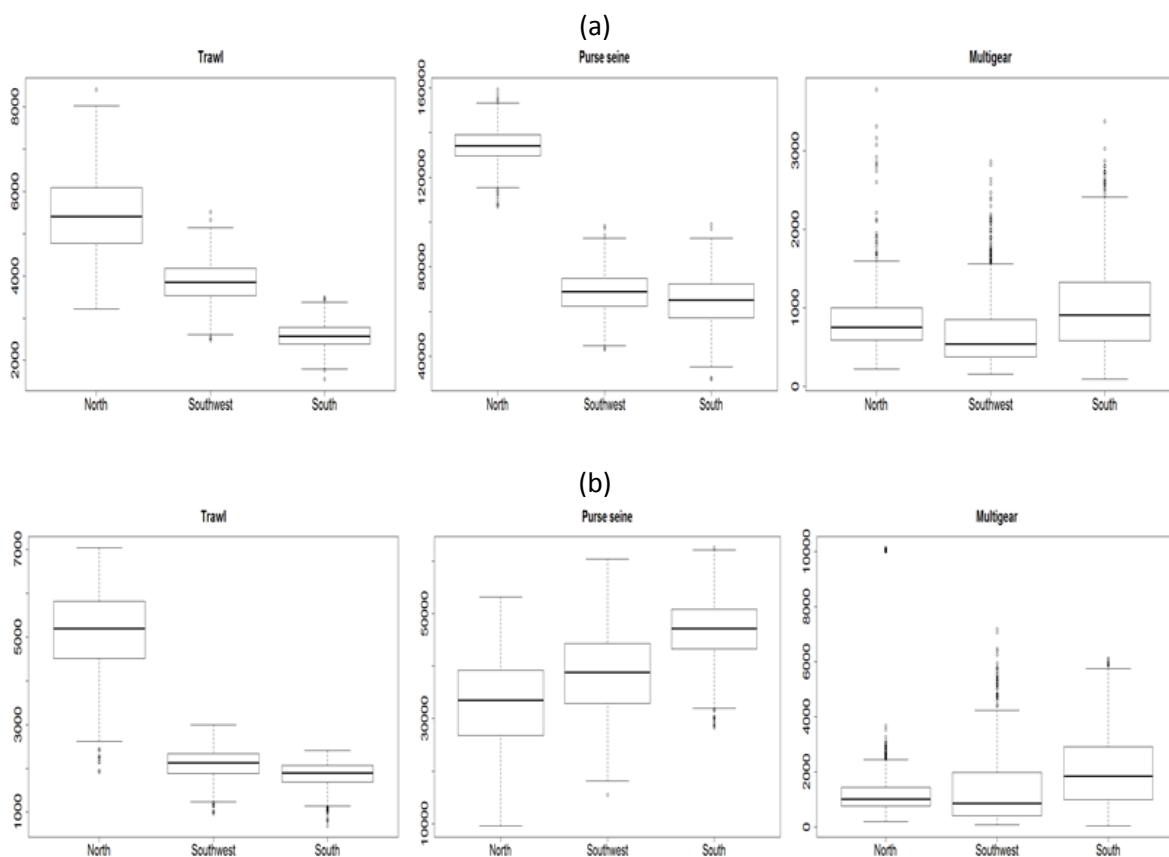 (a)
Trawl
Purse seine
Multigear
2000 4000 6000 8000
40000 80000 120000 160000
0 1000 2000 3000
North Southwest South
North Southwest South
North Southwest South
(b)
Trawl
Purse seine
Multigear
1000 2000 3000 5000 7000
10000 30000 50000
0 2000 4000 6000 8000 10000
North Southwest South
North Southwest South
North Southwest South